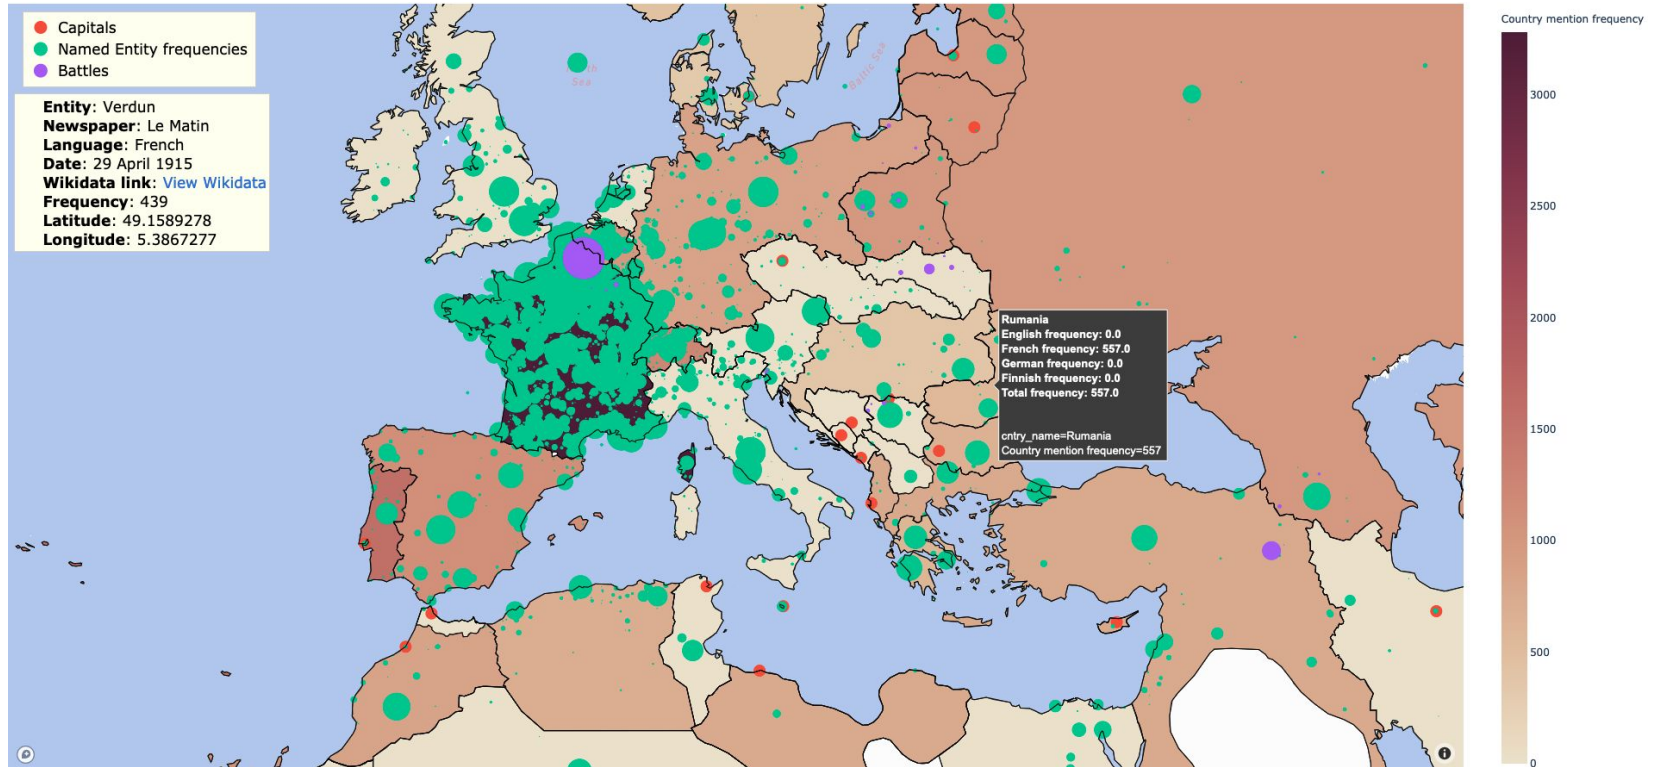 Capitals
Named Entity frequencies
Battles
Entity: Verdun
Newspaper: Le Matin
Language: French
Date: 29 April 1915
Wikidata link: View Wikidata
Frequency: 439
Latitude: 49.1589278
Longitude: 5.3867277
Sea
Baltic Sea
Rumania
English frequency: 0.0
French frequency: 557.0
German frequency: 0.0
Finnish frequency: 0.0
Total frequency: 557.0
cntry_name=Rumania
Country mention frequency=557
Country mention frequency
3000
2500
2000
1500
1000
500
0